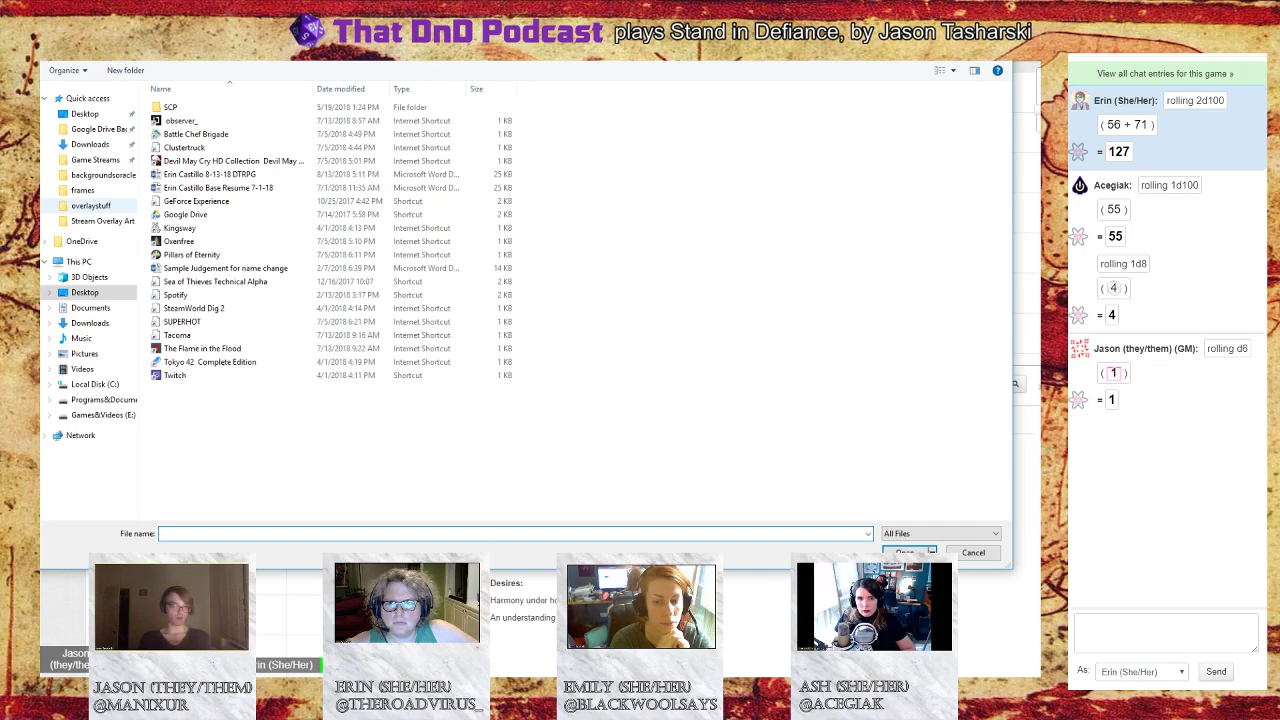 That DnD Podcast plays Stand in Defiance, by Jason Tasharski
Organize
New folder
Name
Date modified
Type
Size
Quick access
Desktop
Google Drive Bac
Downloads
Game Streams
backgroundsoracle
frames
overlaystuff
Stream Overlay Art
OneDrive
This PC
3D Objects
Desktop
Documents
Downloads
Music
Pictures
Videos
Local Disk (C:)
Programs&Docume
Games&Videos (E:)
Network
SCP 5/19/2018 1:24 PM File folder
observer_ 7/13/2018 8:57 AM Internet Shortcut 1 KB
Battle Chef Brigade 7/5/2018 4:49 PM Internet Shortcut 1 KB
Clustertruck 7/5/2018 4:44 PM Internet Shortcut 1 KB
Devil May Cry HD Collection Devil May ... 7/5/2018 5:01 PM Internet Shortcut 1 KB
Erin Castillo 8-13-18 DTRPG 8/13/2018 5:11 PM Microsoft Word D... 25 KB
Erin Castillo Base Resume 7-1-18 7/1/2018 11:35 AM Microsoft Word D... 25 KB
GeForce Experience 10/25/2017 4:42 PM Shortcut 2 KB
Google Drive 7/14/2017 5:58 PM Shortcut 2 KB
Kingsway 4/1/2018 4:13 PM Internet Shortcut 1 KB
Oxenfree 7/5/2018 5:10 PM Internet Shortcut 1 KB
Pillars of Eternity 7/5/2018 5:11 PM Internet Shortcut 1 KB
Sample Judgement for name change 2/7/2018 6:39 PM Microsoft Word D... 14 KB
Sea of Thieves Technical Alpha 12/16/2017 10:07 Shortcut 2 KB
Spotify 2/13/2018 3:17 PM Shortcut 2 KB
SteamWorld Dig 2 4/1/2018 4:14 PM Internet Shortcut 1 KB
SUPERHOT 7/5/2018 6:21 PM Internet Shortcut 1 KB
Tacoma 7/13/2018 9:16 AM Internet Shortcut 1 KB
The Flame in the Flood 7/13/2018 9:22 AM Internet Shortcut 1 KB
Tokyo 42 Complete Edition 4/1/2018 4:19 PM Internet Shortcut 1 KB
Twitch 4/1/2018 4:11 PM Shortcut 1 KB
File name:
All Files
Open
Cancel
Desires:
Harmony under ho
An understanding
Jason
(they/the
Erin (She/Her)
JASON (THEY/THEM)
@MANIXUR
ERIN (SHE/HER)
@THEROADVIRUS_
EMILY (SHE/HER)
@BLACKWOOLSAYS
ASH (SHE/HER)
@ACEGIAK
View all chat entries for this game »
Erin (She/Her): rolling 2d100
( 56 + 71 )
= 127
Acegiak: rolling 1d100
( 55 )
= 55
rolling 1d8
( 4 )
= 4
Jason (they/them) (GM): rolling d6
( 1 )
= 1
As: Erin (She/Her) Send